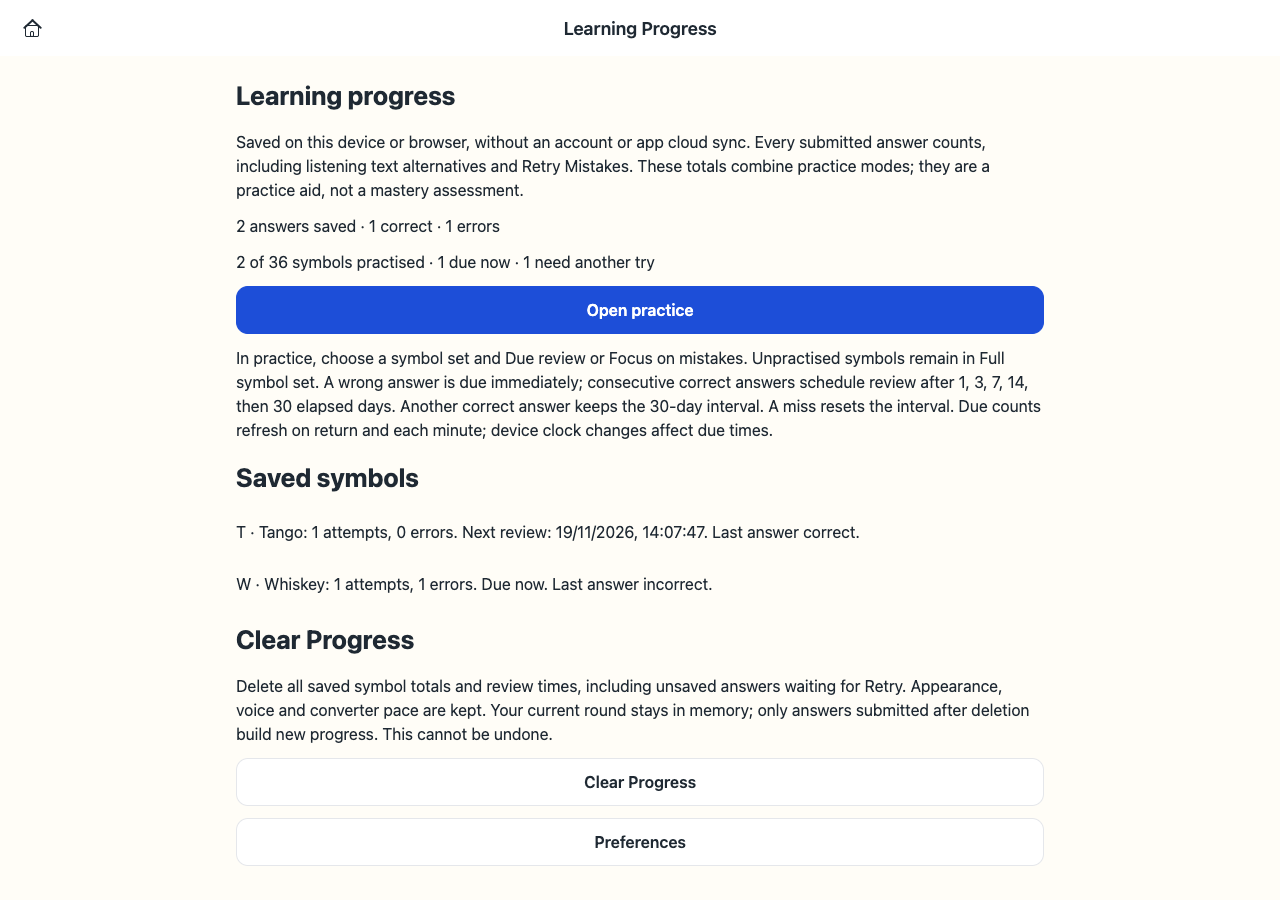 Learning Progress
Learning progress
Saved on this device or browser, without an account or app cloud sync. Every submitted answer counts,
including listening text alternatives and Retry Mistakes. These totals combine practice modes; they are a
practice aid, not a mastery assessment.
2 answers saved · 1 correct · 1 errors
2 of 36 symbols practised · 1 due now · 1 need another try
Open practice
In practice, choose a symbol set and Due review or Focus on mistakes. Unpractised symbols remain in Full
symbol set. A wrong answer is due immediately; consecutive correct answers schedule review after 1, 3, 7, 14,
then 30 elapsed days. Another correct answer keeps the 30-day interval. A miss resets the interval. Due counts
refresh on return and each minute; device clock changes affect due times.
Saved symbols
T · Tango: 1 attempts, 0 errors. Next review: 19/11/2026, 14:07:47. Last answer correct.
W · Whiskey: 1 attempts, 1 errors. Due now. Last answer incorrect.
Clear Progress
Delete all saved symbol totals and review times, including unsaved answers waiting for Retry. Appearance,
voice and converter pace are kept. Your current round stays in memory; only answers submitted after deletion
build new progress. This cannot be undone.
Clear Progress
Preferences